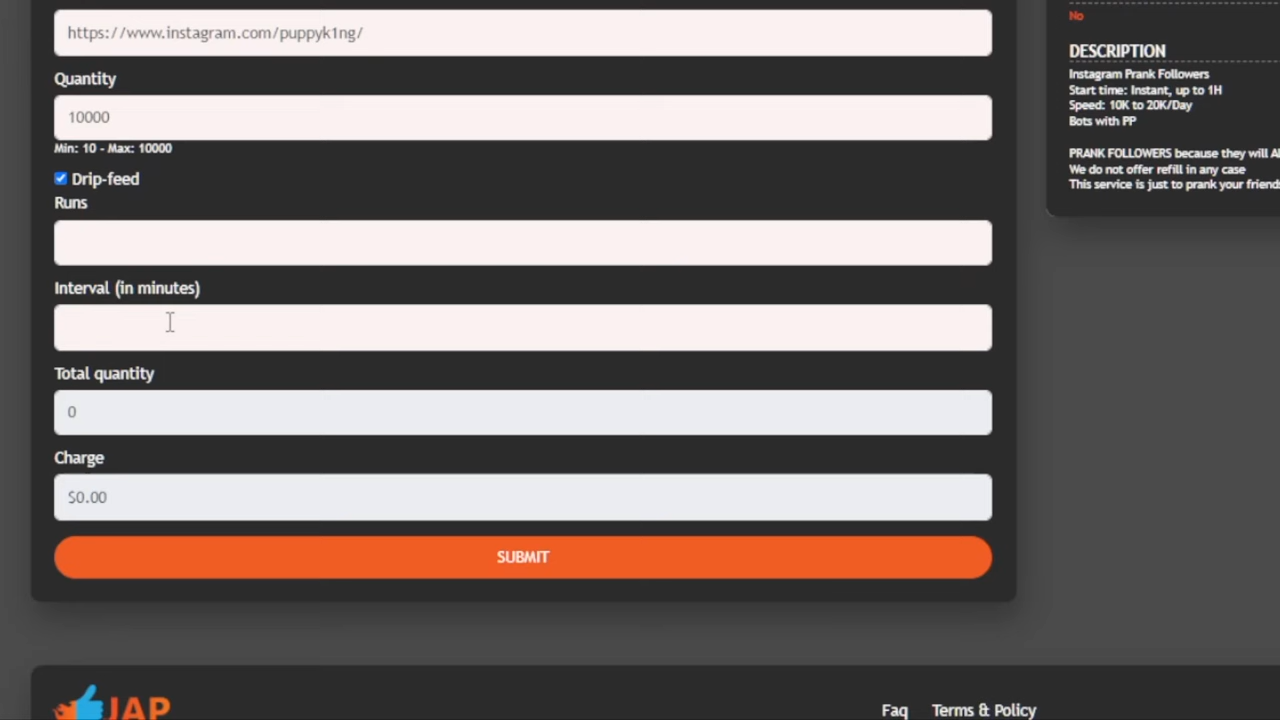 https://www.instagram.com/puppyk1ng/
Quantity
10000
Min: 10 - Max: 10000
Drip-feed
Runs
Interval (in minutes)
Total quantity
0
Charge
$0.00
SUBMIT
No
DESCRIPTION
Instagram Prank Followers
Start time: Instant, up to 1H
Speed: 10K to 20K/Day
Bots with PP
PRANK FOLLOWERS because they will
We do not offer refill in any case
This service is just to prank your
JAP
Faq
Terms & Policy